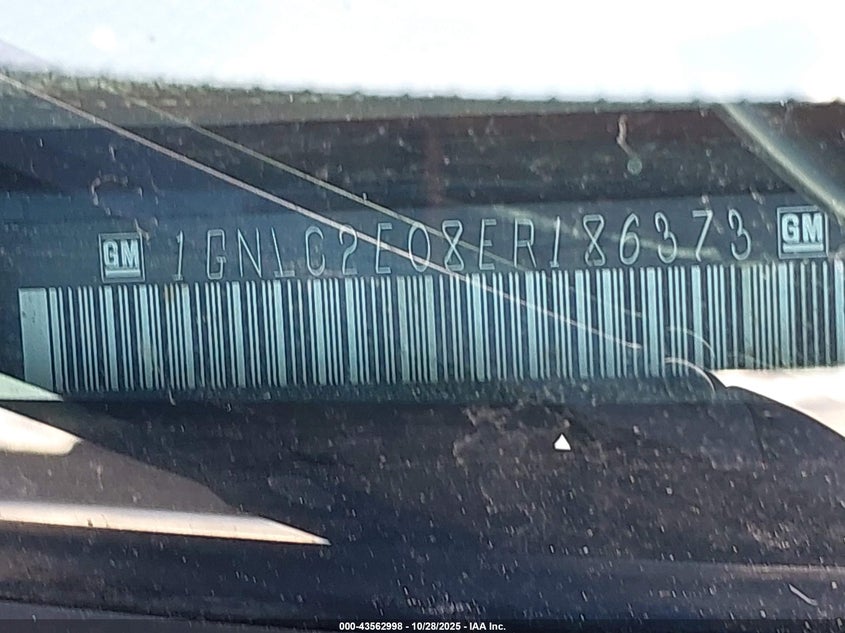 GM 1GNLC2E08ER186373 GM
000-43562998 - 10/28/2025 - IAA Inc.